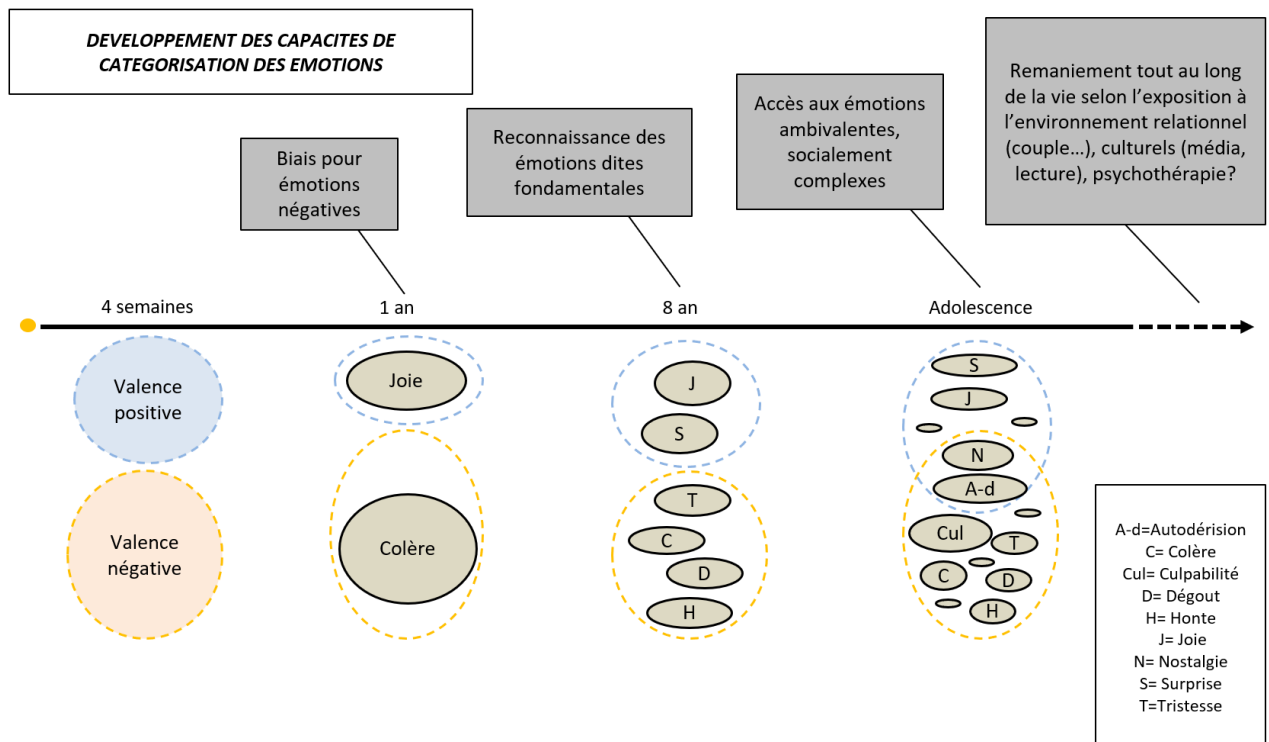 DEVELOPPEMENT DES CAPACITES DE
CATEGORISATION DES EMOTIONS
Biais pour
émotions
négatives
Reconnaissance des
émotions dites
fondamentales
Accès aux émotions
ambivalentes,
socialement
complexes
Remaniement tout au long
de la vie selon l’exposition à
l’environnement relationnel
(couple…), culturels (média,
lecture), psychothérapie?
4 semaines
1 an
8 an
Adolescence
Valence
positive
Valence
négative
Joie
Colère
J
S
T
C
D
H
S
J
N
A-d
Cul
T
C
D
H
A-d=Autodérision
C= Colère
Cul= Culpabilité
D= Dégout
H= Honte
J= Joie
N= Nostalgie
S= Surprise
T=Tristesse